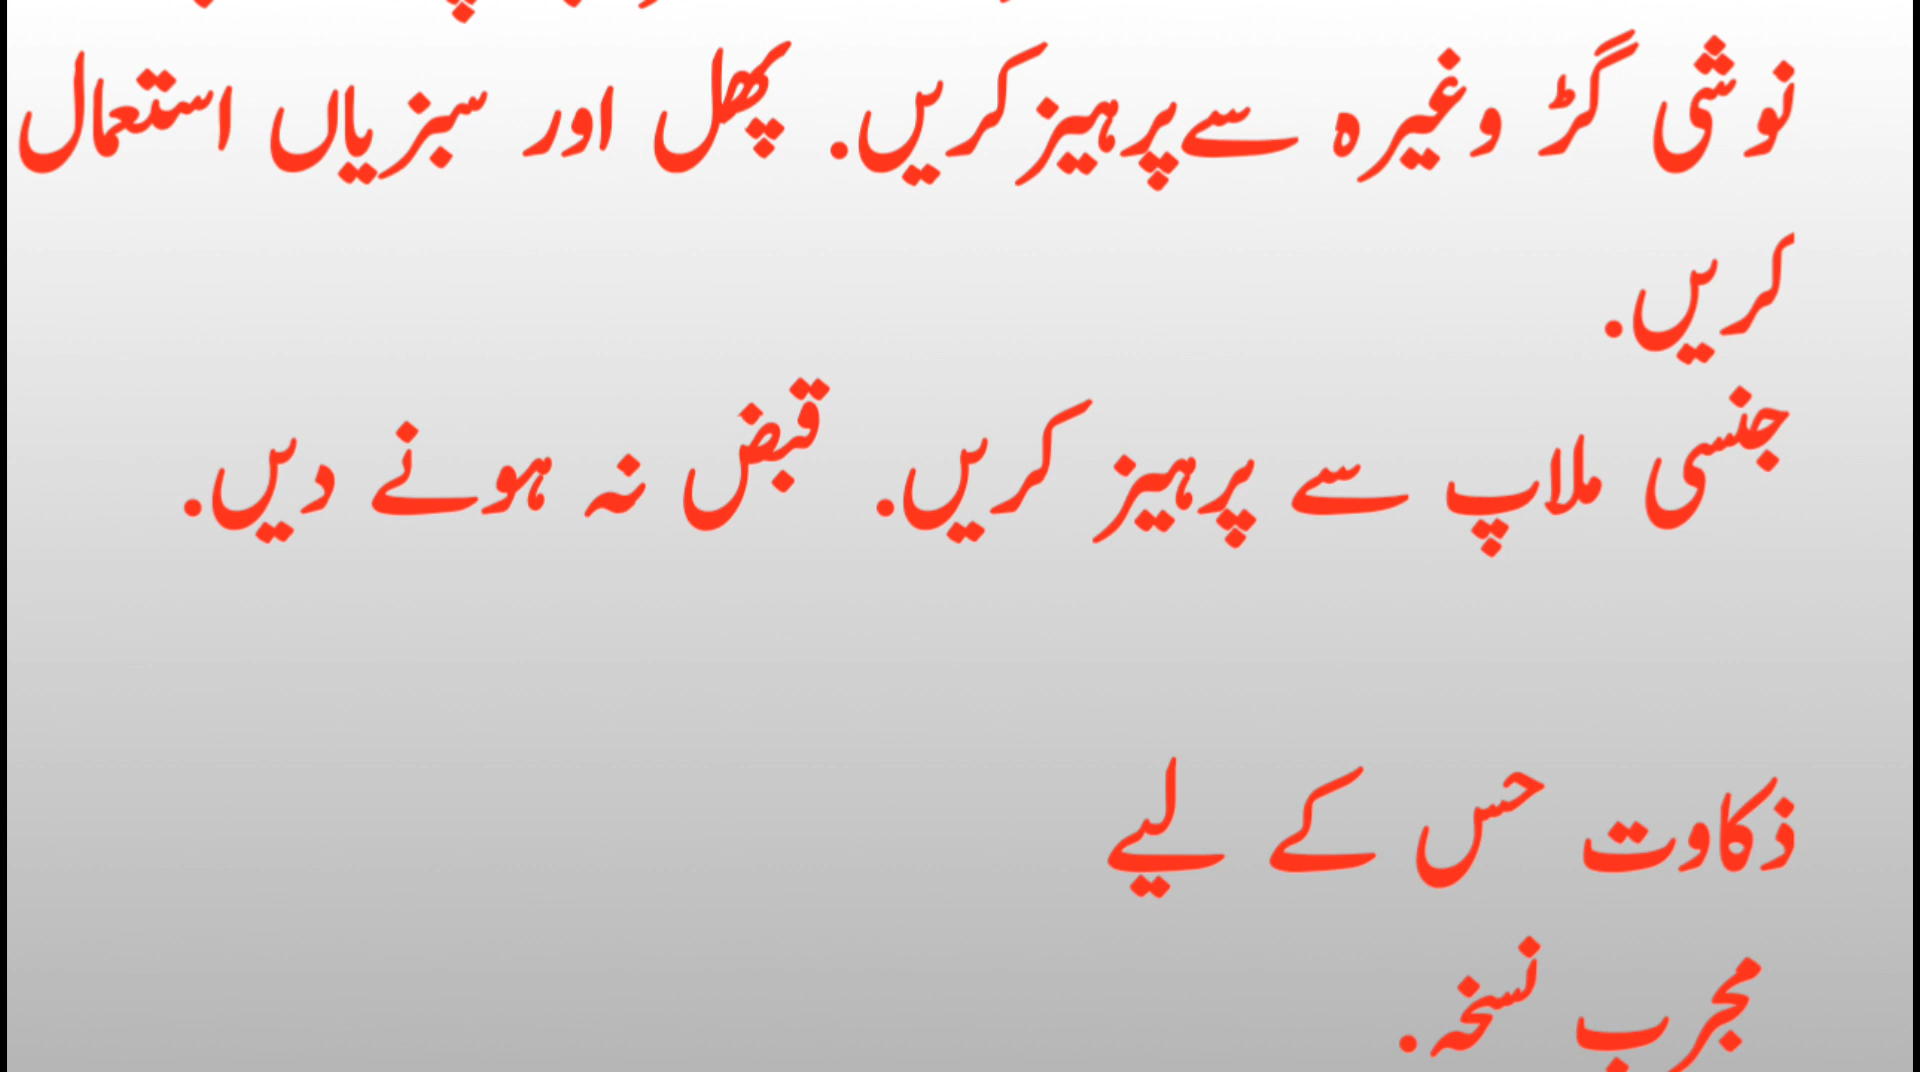 نوشی گڑ وغیرہ سے پرہیز کریں. پھل اور سبزیاں استعمال
کریں.
جنسی ملاپ سے پرہیز کریں. قبض نہ ہونے دیں.
ذکاوت حس کے لیے
مجرب نسخہ.